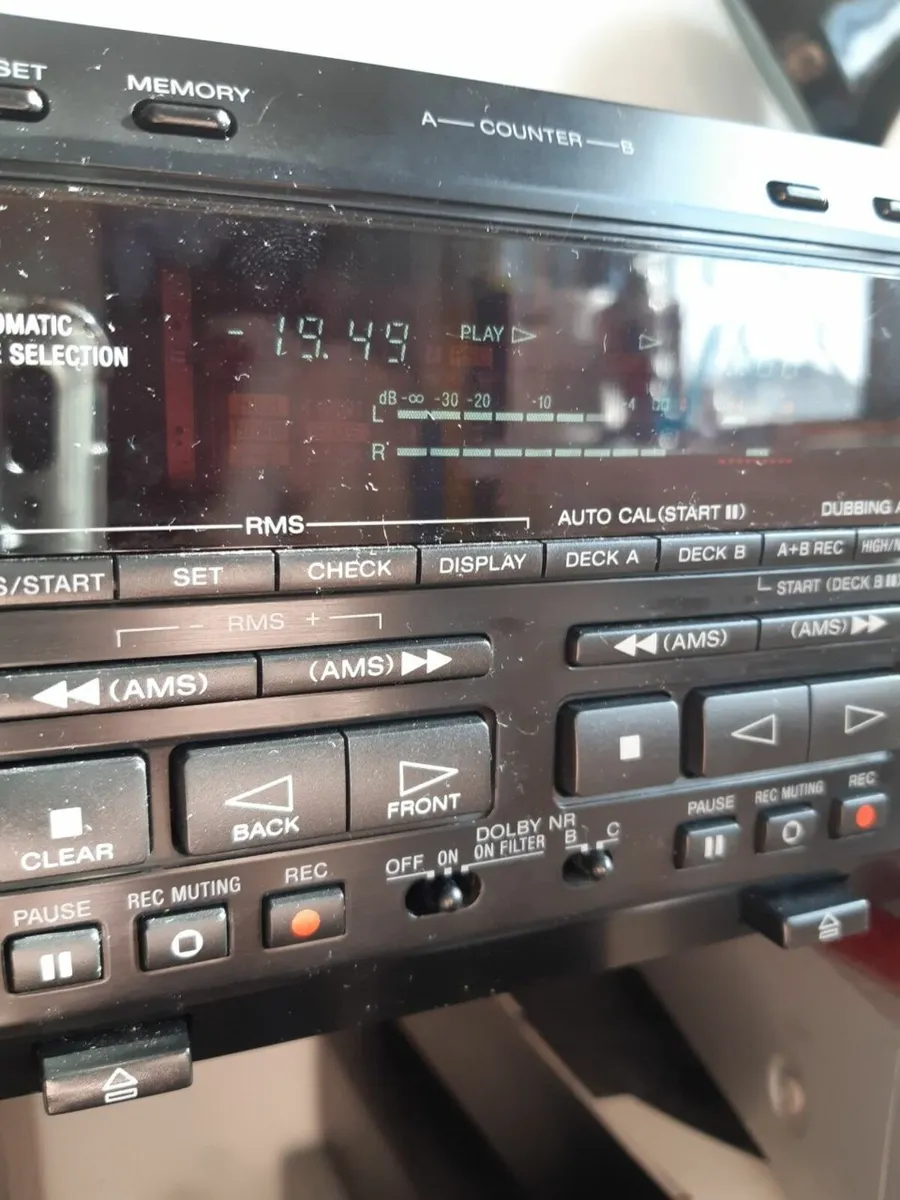 SET
MEMORY
A — COUNTER — B
OMATIC
E SELECTION
-19.49
PLAY ▷
▷
dB -∞ -30 -20 -10 -4
L
R
RMS
AUTO CAL(START ❚❚)
DUBBING A
S/START
SET
CHECK
DISPLAY
DECK A
DECK B
A+B REC
HIGH/N
START (DECK B ❚❚)
- RMS +
◀◀ (AMS)
(AMS) ▶▶
◀◀ (AMS)
(AMS) ▶▶
■
CLEAR
◁
BACK
▷
FRONT
■
◁
▷
DOLBY NR
OFF ON ON FILTER
B C
PAUSE
REC MUTING
REC
PAUSE
REC MUTING
REC